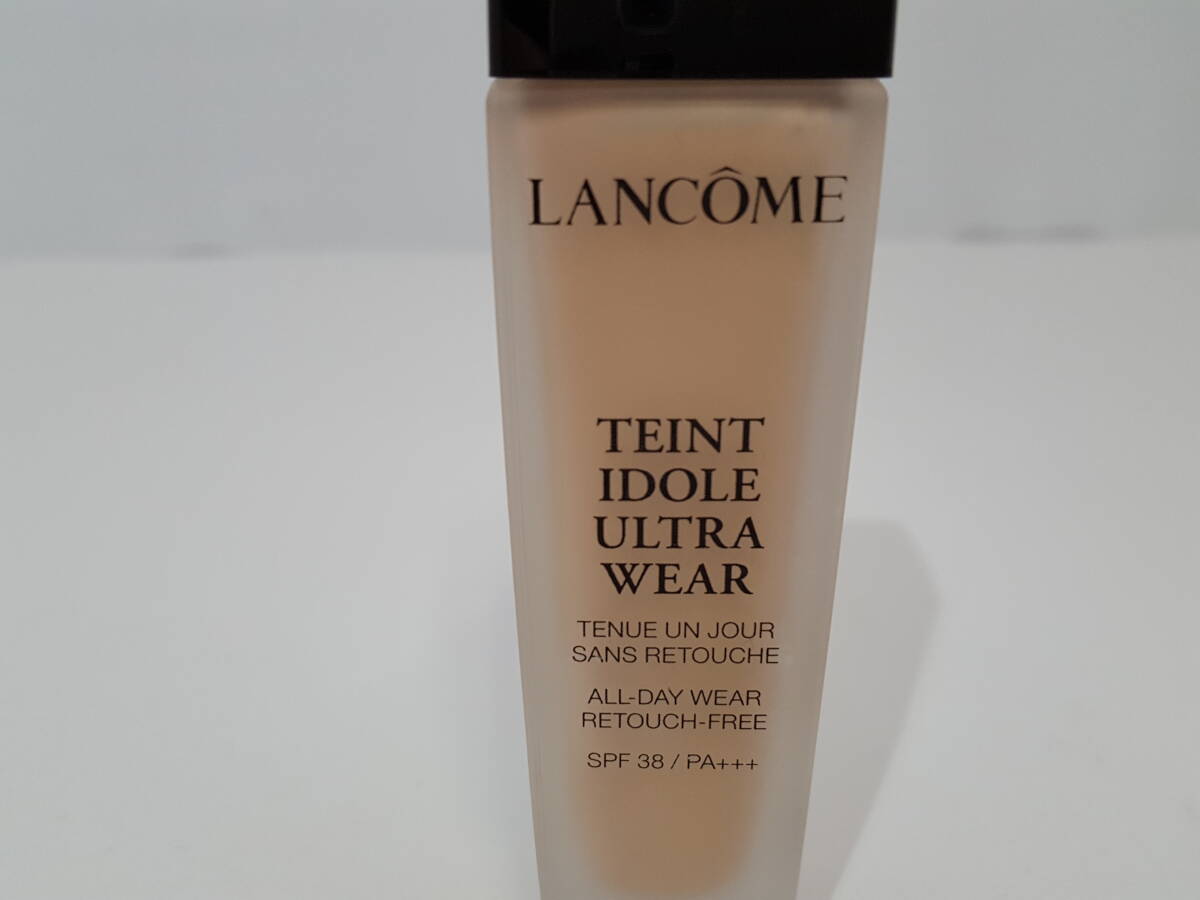 LANCÔME
TEINT
IDOLE
ULTRA
WEAR
TENUE UN JOUR
SANS RETOUCHE
ALL-DAY WEAR
RETOUCH-FREE
SPF 38 / PA+++